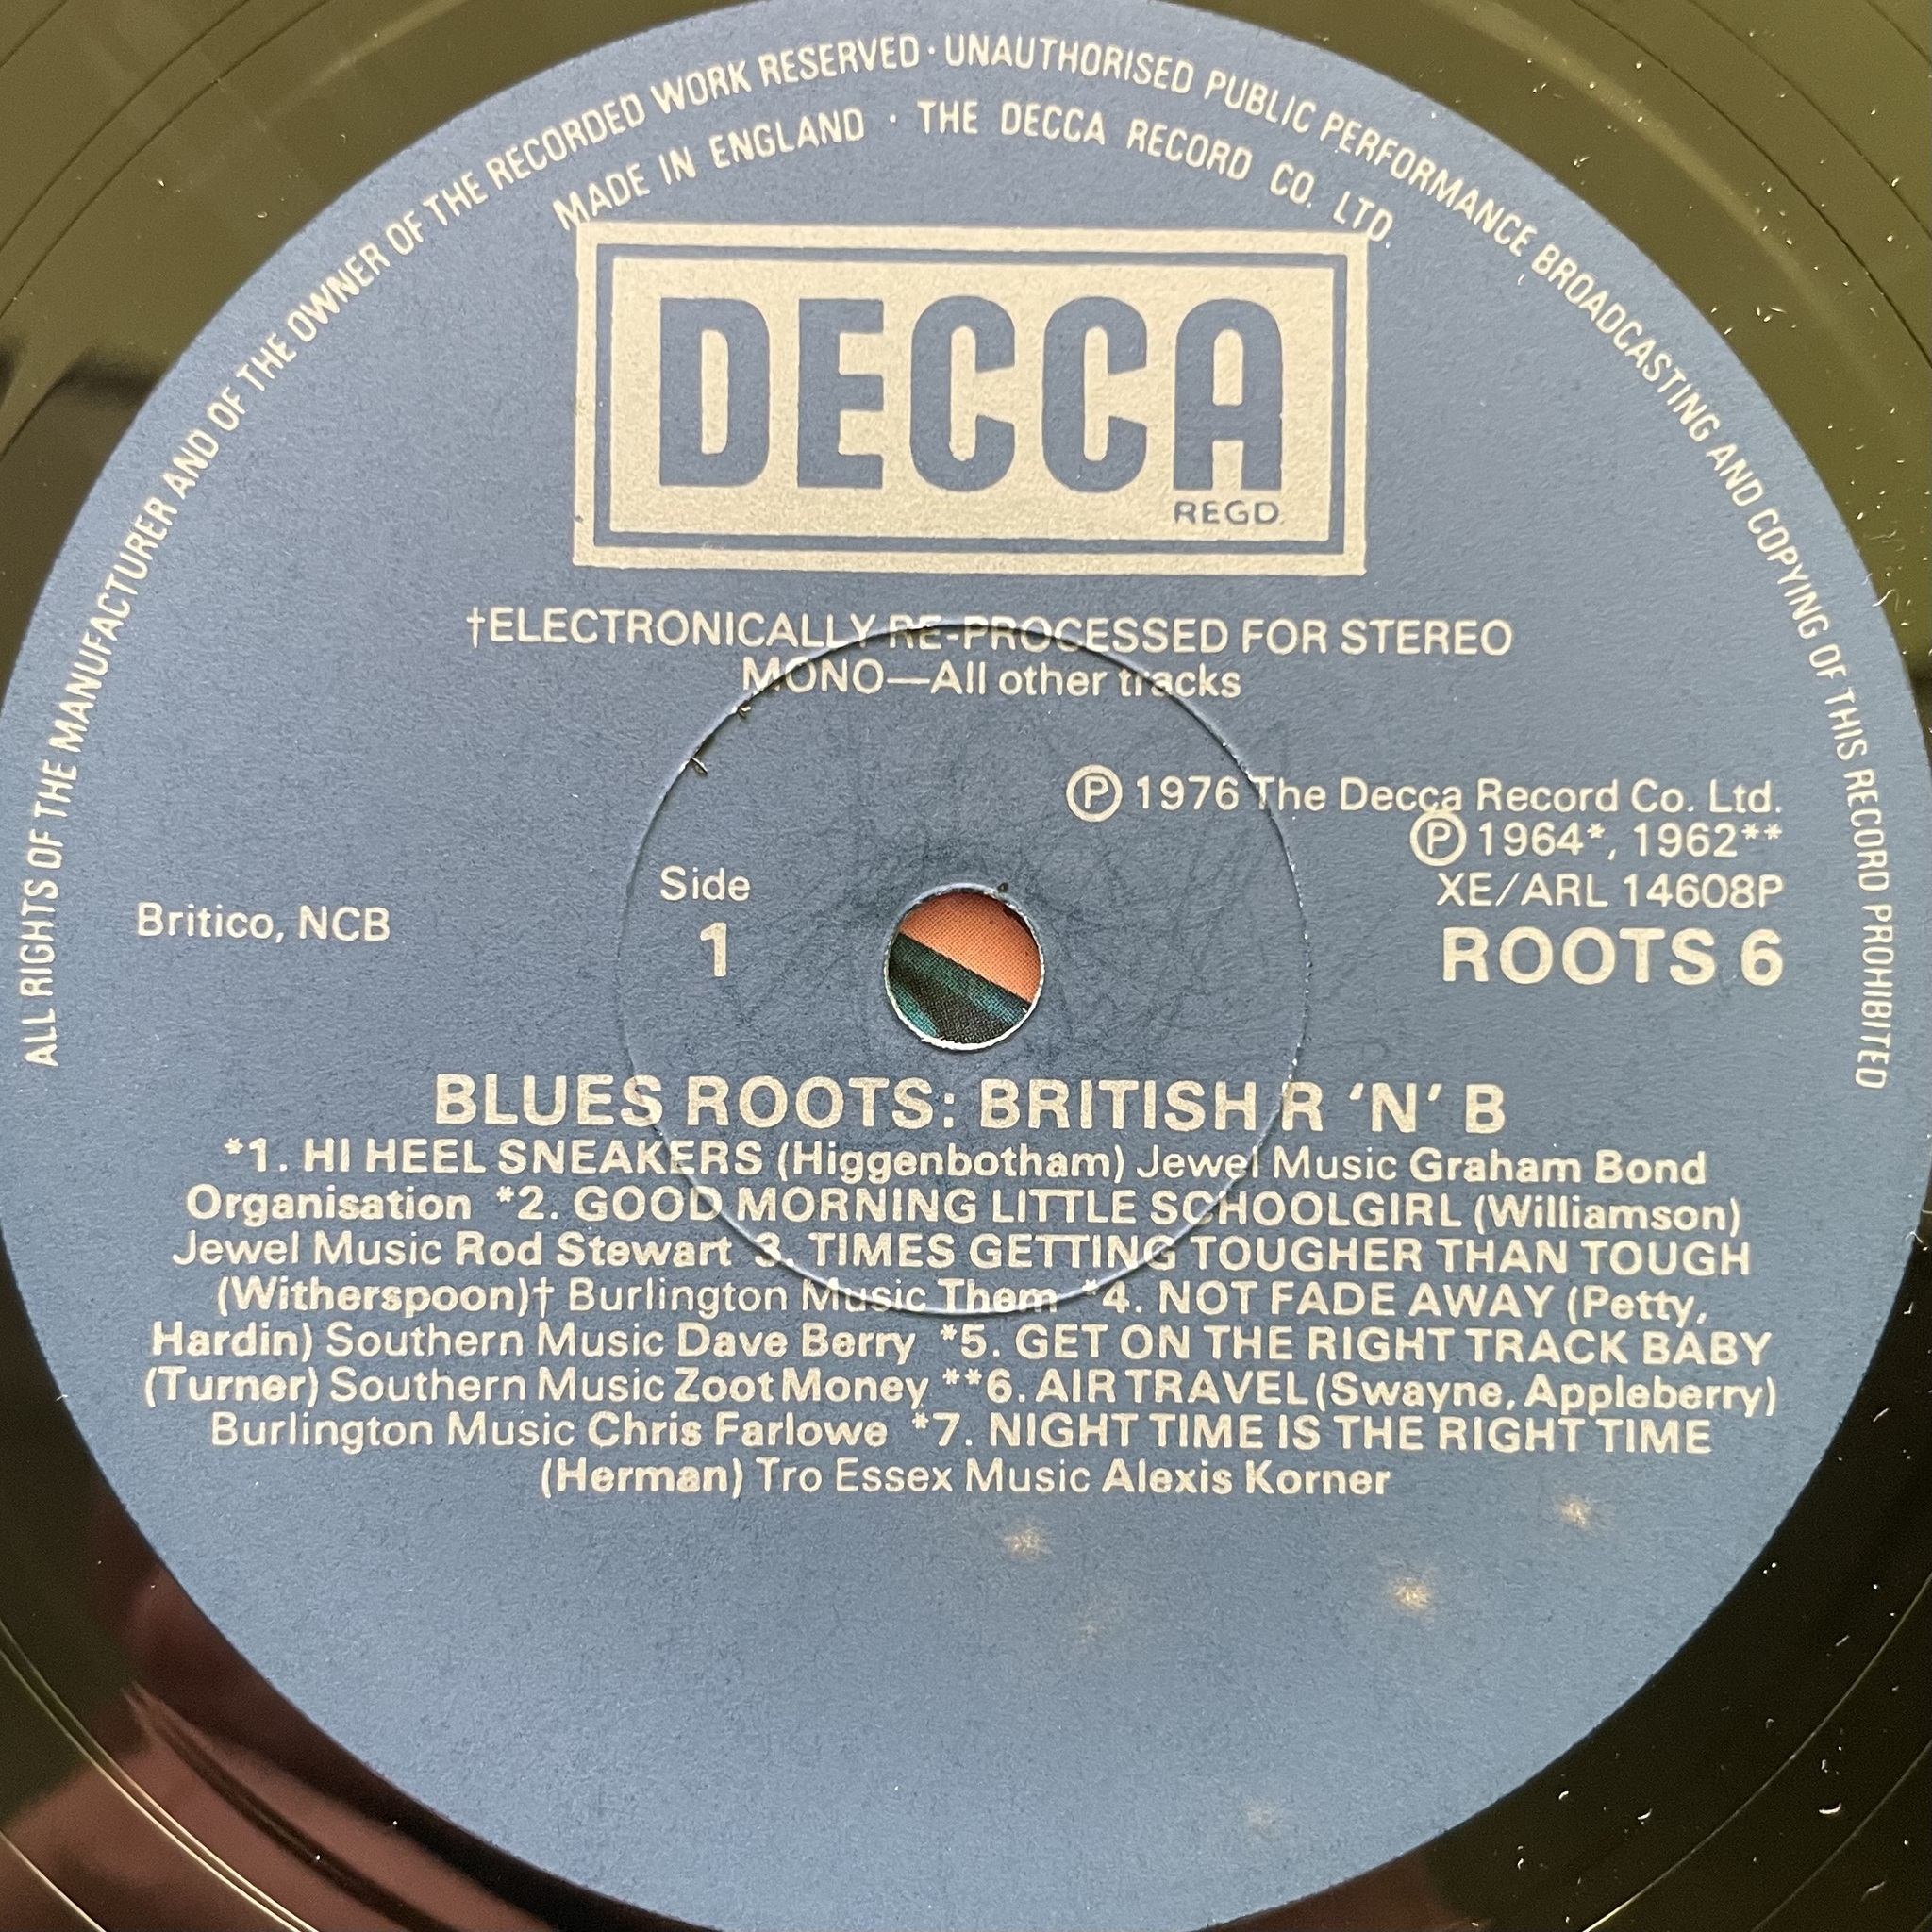 ALL RIGHTS OF THE MANUFACTURER AND OF THE OWNER OF THE RECORDED WORK RESERVED · UNAUTHORISED PUBLIC PERFORMANCE BROADCASTING AND COPYING OF THIS RECORD PROHIBITED
MADE IN ENGLAND · THE DECCA RECORD CO. LTD.
DECCA
REGD.
†ELECTRONICALLY RE-PROCESSED FOR STEREO
MONO—All other tracks
Ⓟ 1976 The Decca Record Co. Ltd.
Ⓟ 1964*, 1962**
XE/ARL 14608P
ROOTS 6
Side
1
Britico, NCB
BLUES ROOTS: BRITISH R 'N' B
*1. HI HEEL SNEAKERS (Higgenbotham) Jewel Music Graham Bond
Organisation *2. GOOD MORNING LITTLE SCHOOLGIRL (Williamson)
Jewel Music Rod Stewart 3. TIMES GETTING TOUGHER THAN TOUGH
(Witherspoon)† Burlington Music Them *4. NOT FADE AWAY (Petty,
Hardin) Southern Music Dave Berry *5. GET ON THE RIGHT TRACK BABY
(Turner) Southern Music Zoot Money **6. AIR TRAVEL (Swayne, Appleberry)
Burlington Music Chris Farlowe *7. NIGHT TIME IS THE RIGHT TIME
(Herman) Tro Essex Music Alexis Korner